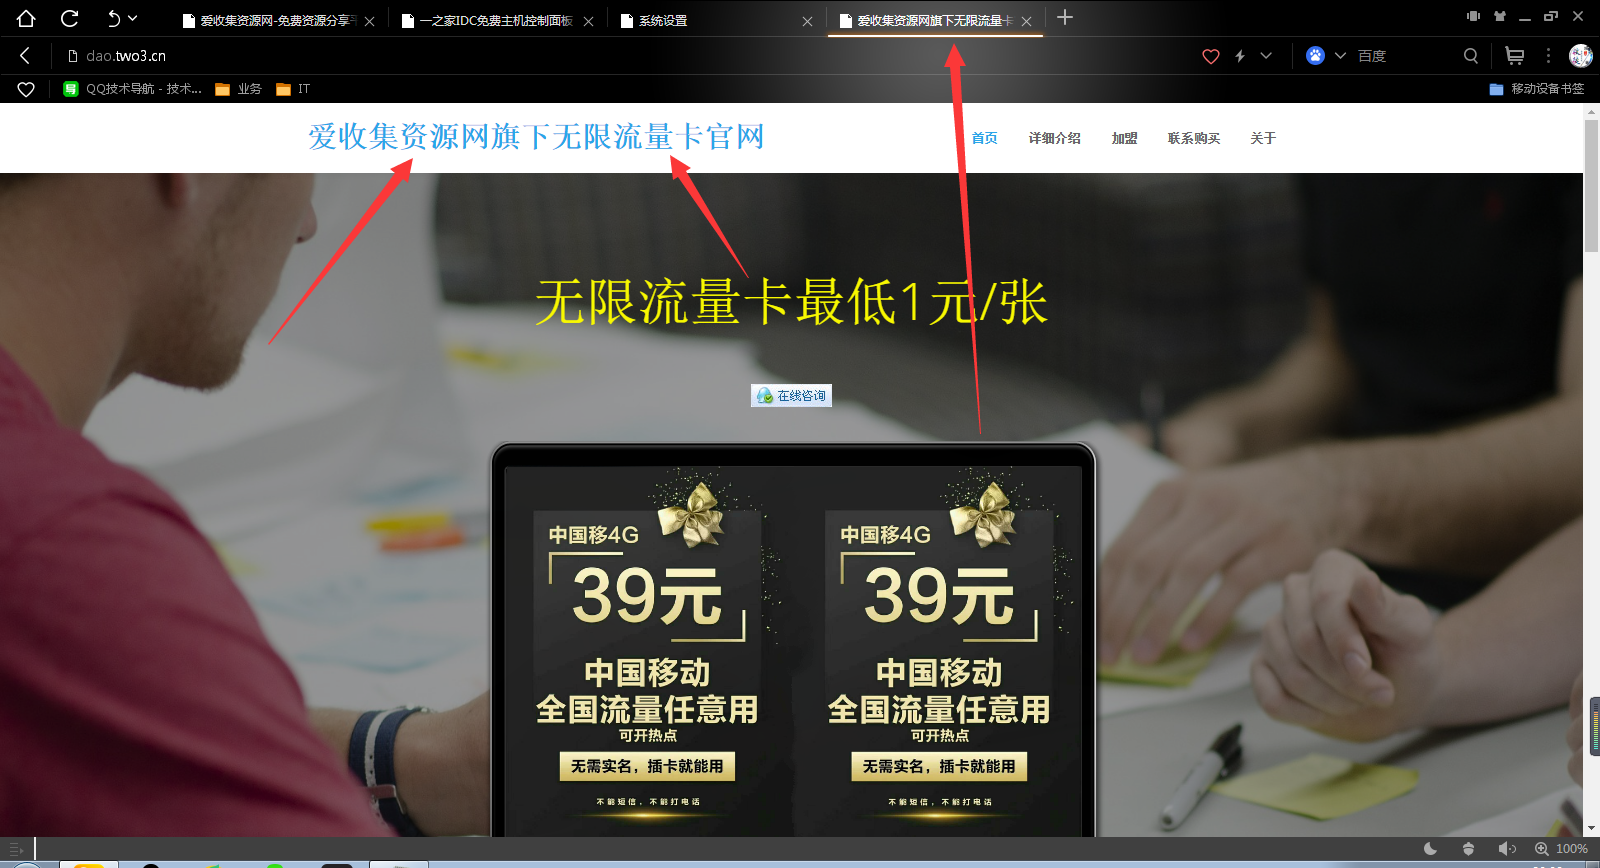 爱收集资源网-免费资源分享
一之家IDC免费主机控制面板
系统设置
爱收集资源网旗下无限流量卡
dao.two3.cn
百度
QQ技术导航 - 技术...
业务
IT
移动设备书签
爱收集资源网旗下无限流量卡官网
首页
详细介绍
加盟
联系购买
关于
无限流量卡最低1元/张
在线咨询
中国移4G
39元
中国移动
全国流量任意用
可开热点
无需实名，插卡就能用
不能短信，不能打电话
中国移4G
39元
中国移动
全国流量任意用
可开热点
无需实名，插卡就能用
不能短信，不能打电话
100%